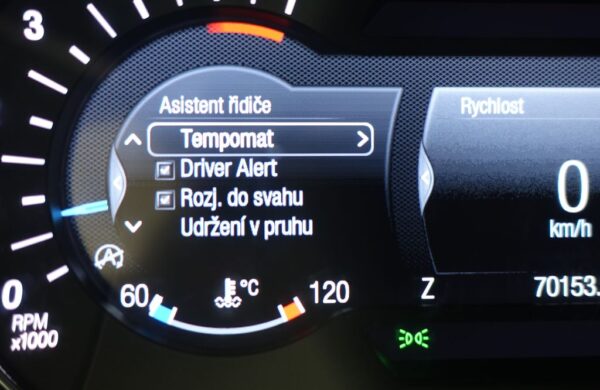 3
Asistent řidiče
Rychlost
Tempomat
Driver Alert
Rozj. do svahu
Udržení v pruhu
0
km/h
0
RPM
x1000
60
°C
120
Z
70153.